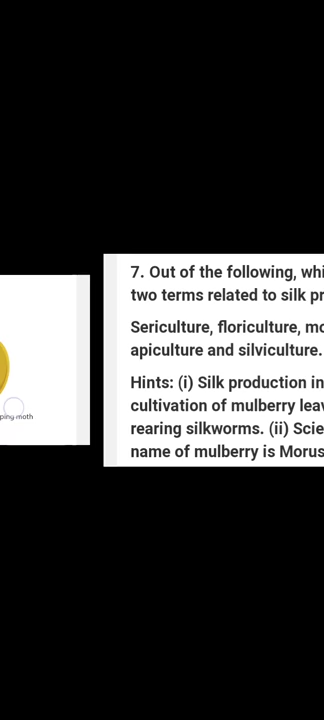 7. Out of the following, whi
two terms related to silk pr
Sericulture, floriculture, mo
apiculture and silviculture.
Hints: (i) Silk production in
cultivation of mulberry leav
rearing silkworms. (ii) Scie
name of mulberry is Morus
ping moth